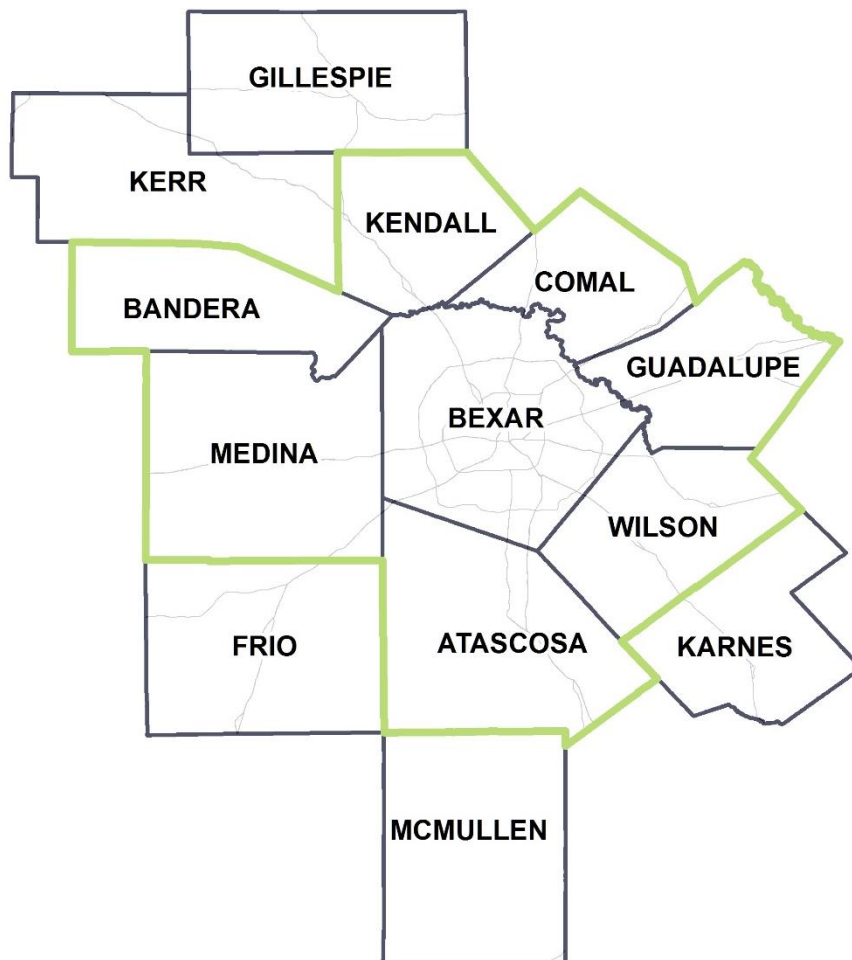 GILLESPIE
KERR
KENDALL
COMAL
BANDERA
GUADALUPE
BEXAR
MEDINA
WILSON
FRIO
ATASCOSA
KARNES
MCMULLEN